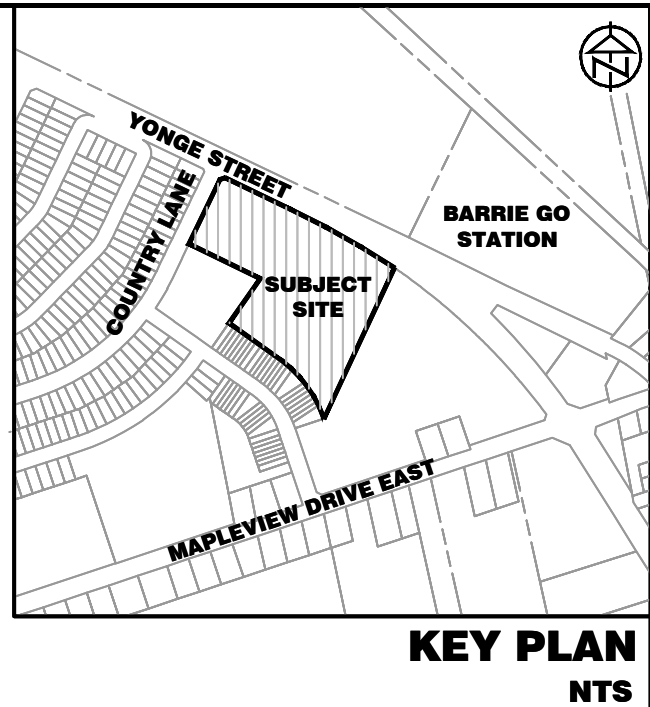 N
YONGE STREET
COUNTRY LANE
BARRIE GO
STATION
SUBJECT
SITE
MAPLEVIEW DRIVE EAST
KEY PLAN
NTS